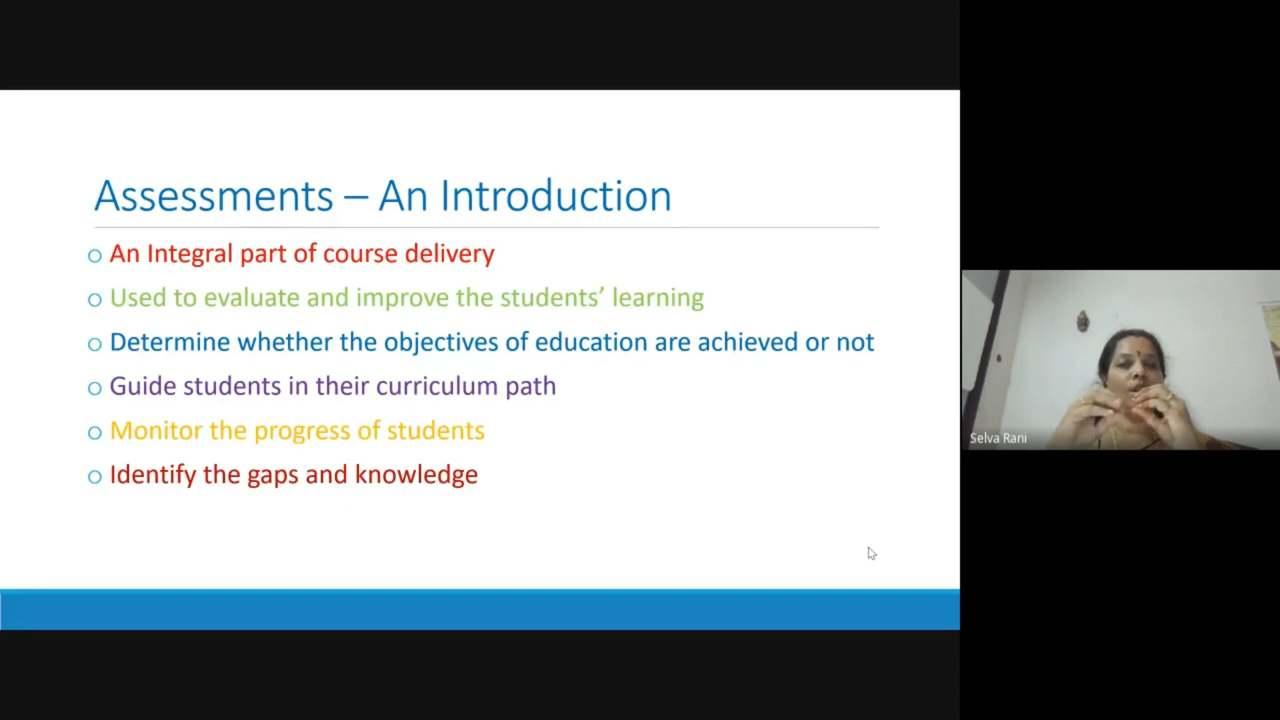 Assessments – An Introduction
o An Integral part of course delivery
o Used to evaluate and improve the students’ learning
o Determine whether the objectives of education are achieved or not
o Guide students in their curriculum path
o Monitor the progress of students
o Identify the gaps and knowledge
Selva Rani